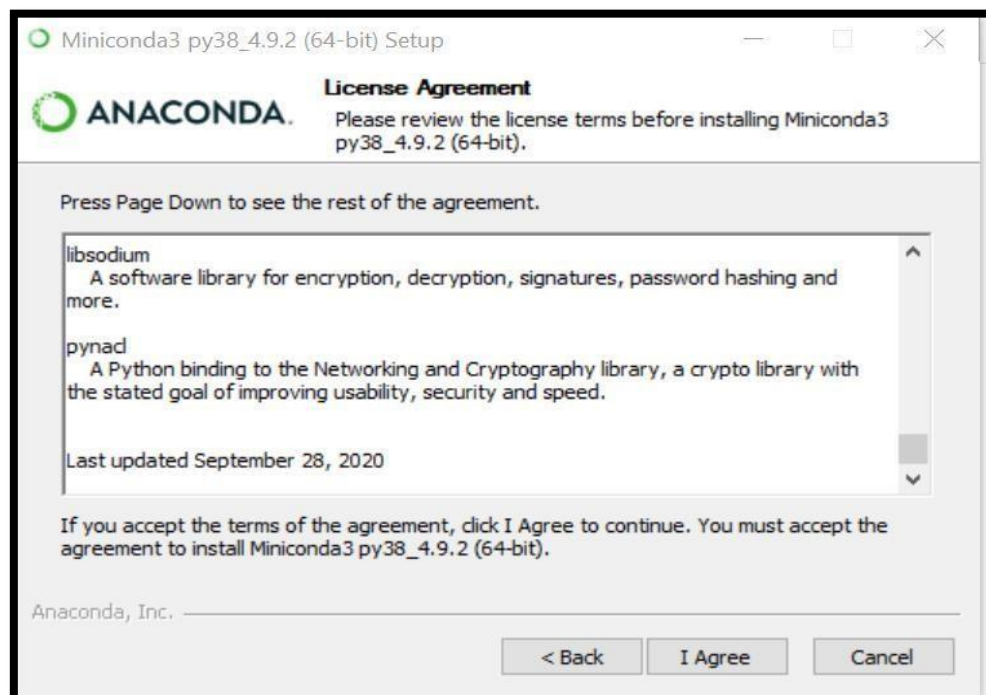 Miniconda3 py38_4.9.2 (64-bit) Setup
ANACONDA.
License Agreement
Please review the license terms before installing Miniconda3
py38_4.9.2 (64-bit).
Press Page Down to see the rest of the agreement.
libsodium
A software library for encryption, decryption, signatures, password hashing and
more.
pynacl
A Python binding to the Networking and Cryptography library, a crypto library with
the stated goal of improving usability, security and speed.
Last updated September 28, 2020
If you accept the terms of the agreement, click I Agree to continue. You must accept the
agreement to install Miniconda3 py38_4.9.2 (64-bit).
Anaconda, Inc.
< Back
I Agree
Cancel